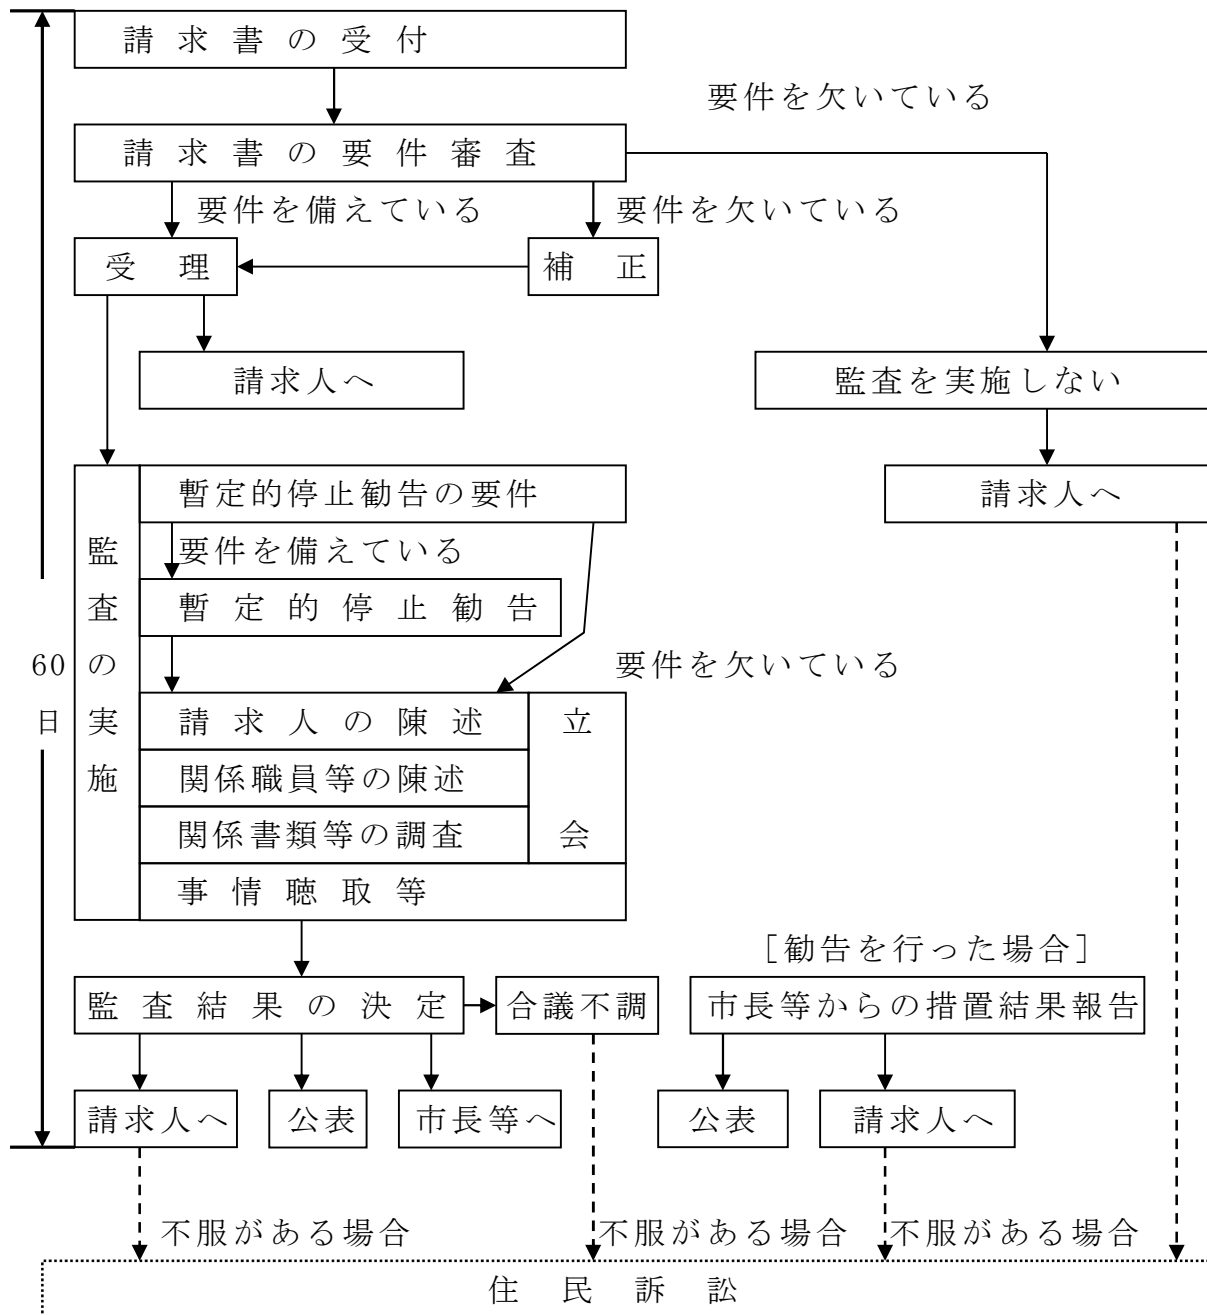 請求書の受付
要件を欠いている
請求書の要件審査
要件を備えている
要件を欠いている
受理
補正
請求人へ
監査を実施しない
暫定的停止勧告の要件
請求人へ
監査の実施
要件を備えている
暫定的停止勧告
60
日
要件を欠いている
請求人の陳述
立会
関係職員等の陳述
関係書類等の調査
事情聴取等
［勧告を行った場合］
監査結果の決定
合議不調
市長等からの措置結果報告
請求人へ
公表
市長等へ
公表
請求人へ
不服がある場合
不服がある場合
不服がある場合
住民訴訟